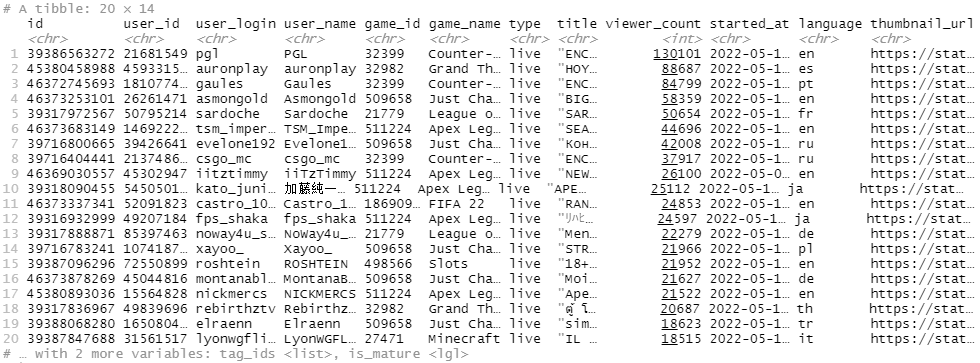 # A tibble: 20 × 14
id user_id user_login user_name game_id game_name type title viewer_count started_at language thumbnail_url
<chr> <chr> <chr> <chr> <chr> <chr> <chr> <chr> <int> <chr> <chr> <chr>
1 39386563272 21681549 pgl PGL 32399 Counter-… live "ENC… 130101 2022-05-1… en https://stat…
2 45380458988 4593315… auronplay auronplay 32982 Grand Th… live "HOY… 88687 2022-05-1… es https://stat…
3 46372745693 1810774… gaules Gaules 32399 Counter-… live "ENC… 84799 2022-05-1… pt https://stat…
4 46373253101 26261471 asmongold Asmongold 509658 Just Cha… live "BIG… 58359 2022-05-1… en https://stat…
5 39317972567 50795214 sardoche Sardoche 21779 League o… live "SAR… 50654 2022-05-1… fr https://stat…
6 46373683149 1469222… tsm_imper… TSM_Impe… 511224 Apex Leg… live "SEA… 44696 2022-05-1… en https://stat…
7 39716800665 39426641 evelone192 Evelone1… 509658 Just Cha… live "Кон… 42008 2022-05-1… ru https://stat…
8 39716404441 2137486… csgo_mc csgo_mc 32399 Counter-… live "ENC… 37917 2022-05-1… ru https://stat…
9 46369030557 45302947 iitztimmy iiTzTimmy 511224 Apex Leg… live "NEW… 26100 2022-05-0… en https://stat…
10 39318090455 5450501… kato_juni… 加藤純一… 511224 Apex Leg… live "APE… 25112 2022-05-1… ja https://stat…
11 46373337341 52091823 castro_10… Castro_1… 186909… FIFA 22 live "RAN… 24853 2022-05-1… en https://stat…
12 39316932999 49207184 fps_shaka fps_shaka 511224 Apex Leg… live "ﾘﾊﾋ… 24597 2022-05-1… ja https://stat…
13 39317888871 85397463 noway4u_s… Noway4u_… 21779 League o… live "Men… 22279 2022-05-1… de https://stat…
14 39716783241 1074187… xayoo_ Xayoo_ 509658 Just Cha… live "STR… 21966 2022-05-1… pl https://stat…
15 39387096296 72550899 roshtein ROSHTEIN 498566 Slots live "18+… 21952 2022-05-1… en https://stat…
16 46373878269 45044816 montanabl… MontanaB… 509658 Just Cha… live "Moi… 21627 2022-05-1… de https://stat…
17 45380893036 15564828 nickmercs NICKMERCS 511224 Apex Leg… live "Ape… 21522 2022-05-1… en https://stat…
18 39317836967 49839696 rebirthztv Rebirthz… 32982 Grand Th… live "ตู้ โ… 20687 2022-05-1… th https://stat…
19 39388068280 1650804… elraenn Elraenn 509658 Just Cha… live "sim… 18623 2022-05-1… tr https://stat…
20 39387847688 31561517 lyonwgfli… LyonWGFL… 27471 Minecraft live "IL … 18515 2022-05-1… it https://stat…
# … with 2 more variables: tag_ids <list>, is_mature <lgl>